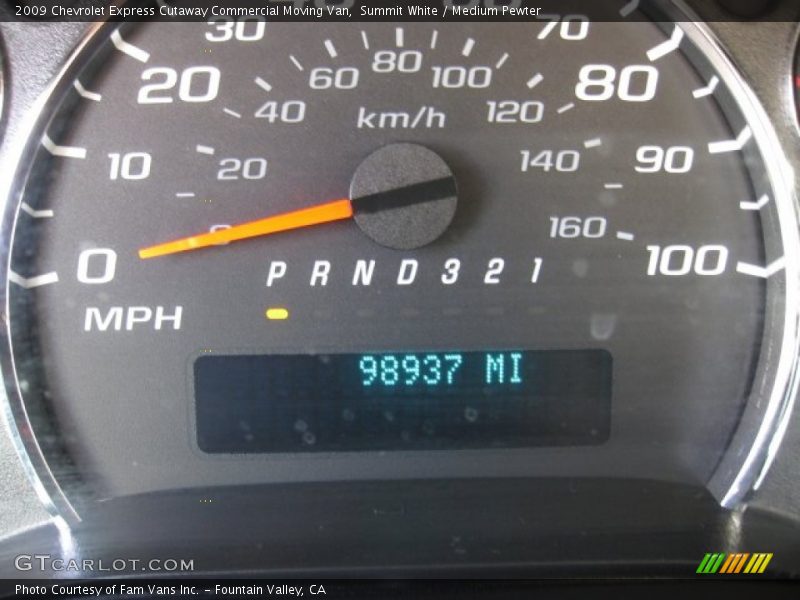 2009 Chevrolet Express Cutaway Commercial Moving Van,  Summit White / Medium Pewter
30 70
20 60 80 100 80
40 km/h 120
10 20 140 90
0 0 160 100
P R N D 3 2 1
MPH
98937 MI
GTCARLOT.COM
Photo Courtesy of Fam Vans Inc. - Fountain Valley, CA